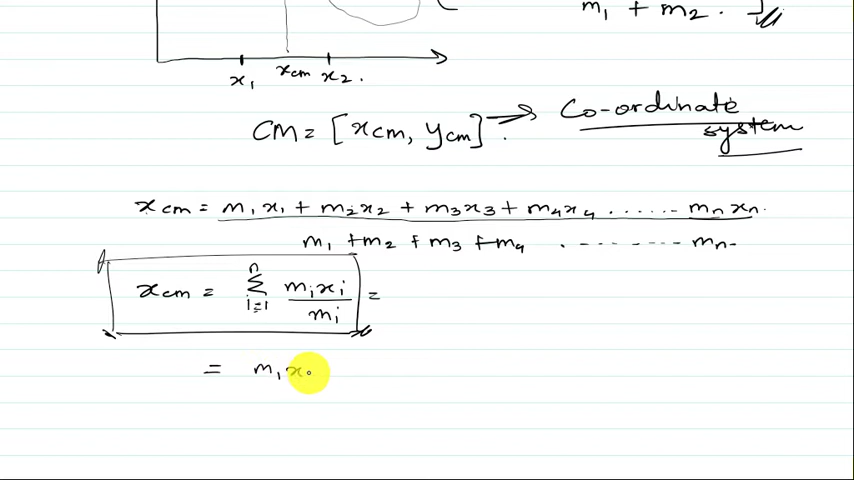 m₁ + m₂ .
x₁ xcm x₂ .
CM = [xcm, ycm] → Co-ordinate
system
xcm = m₁x₁ + m₂x₂ + m₃x₃ + m₄x₄ ...... mₙxₙ.
m₁ + m₂ + m₃ + m₄ . ........ mₙ
n
xcm = Σ mᵢxᵢ =
i=1 mᵢ
= m₁x